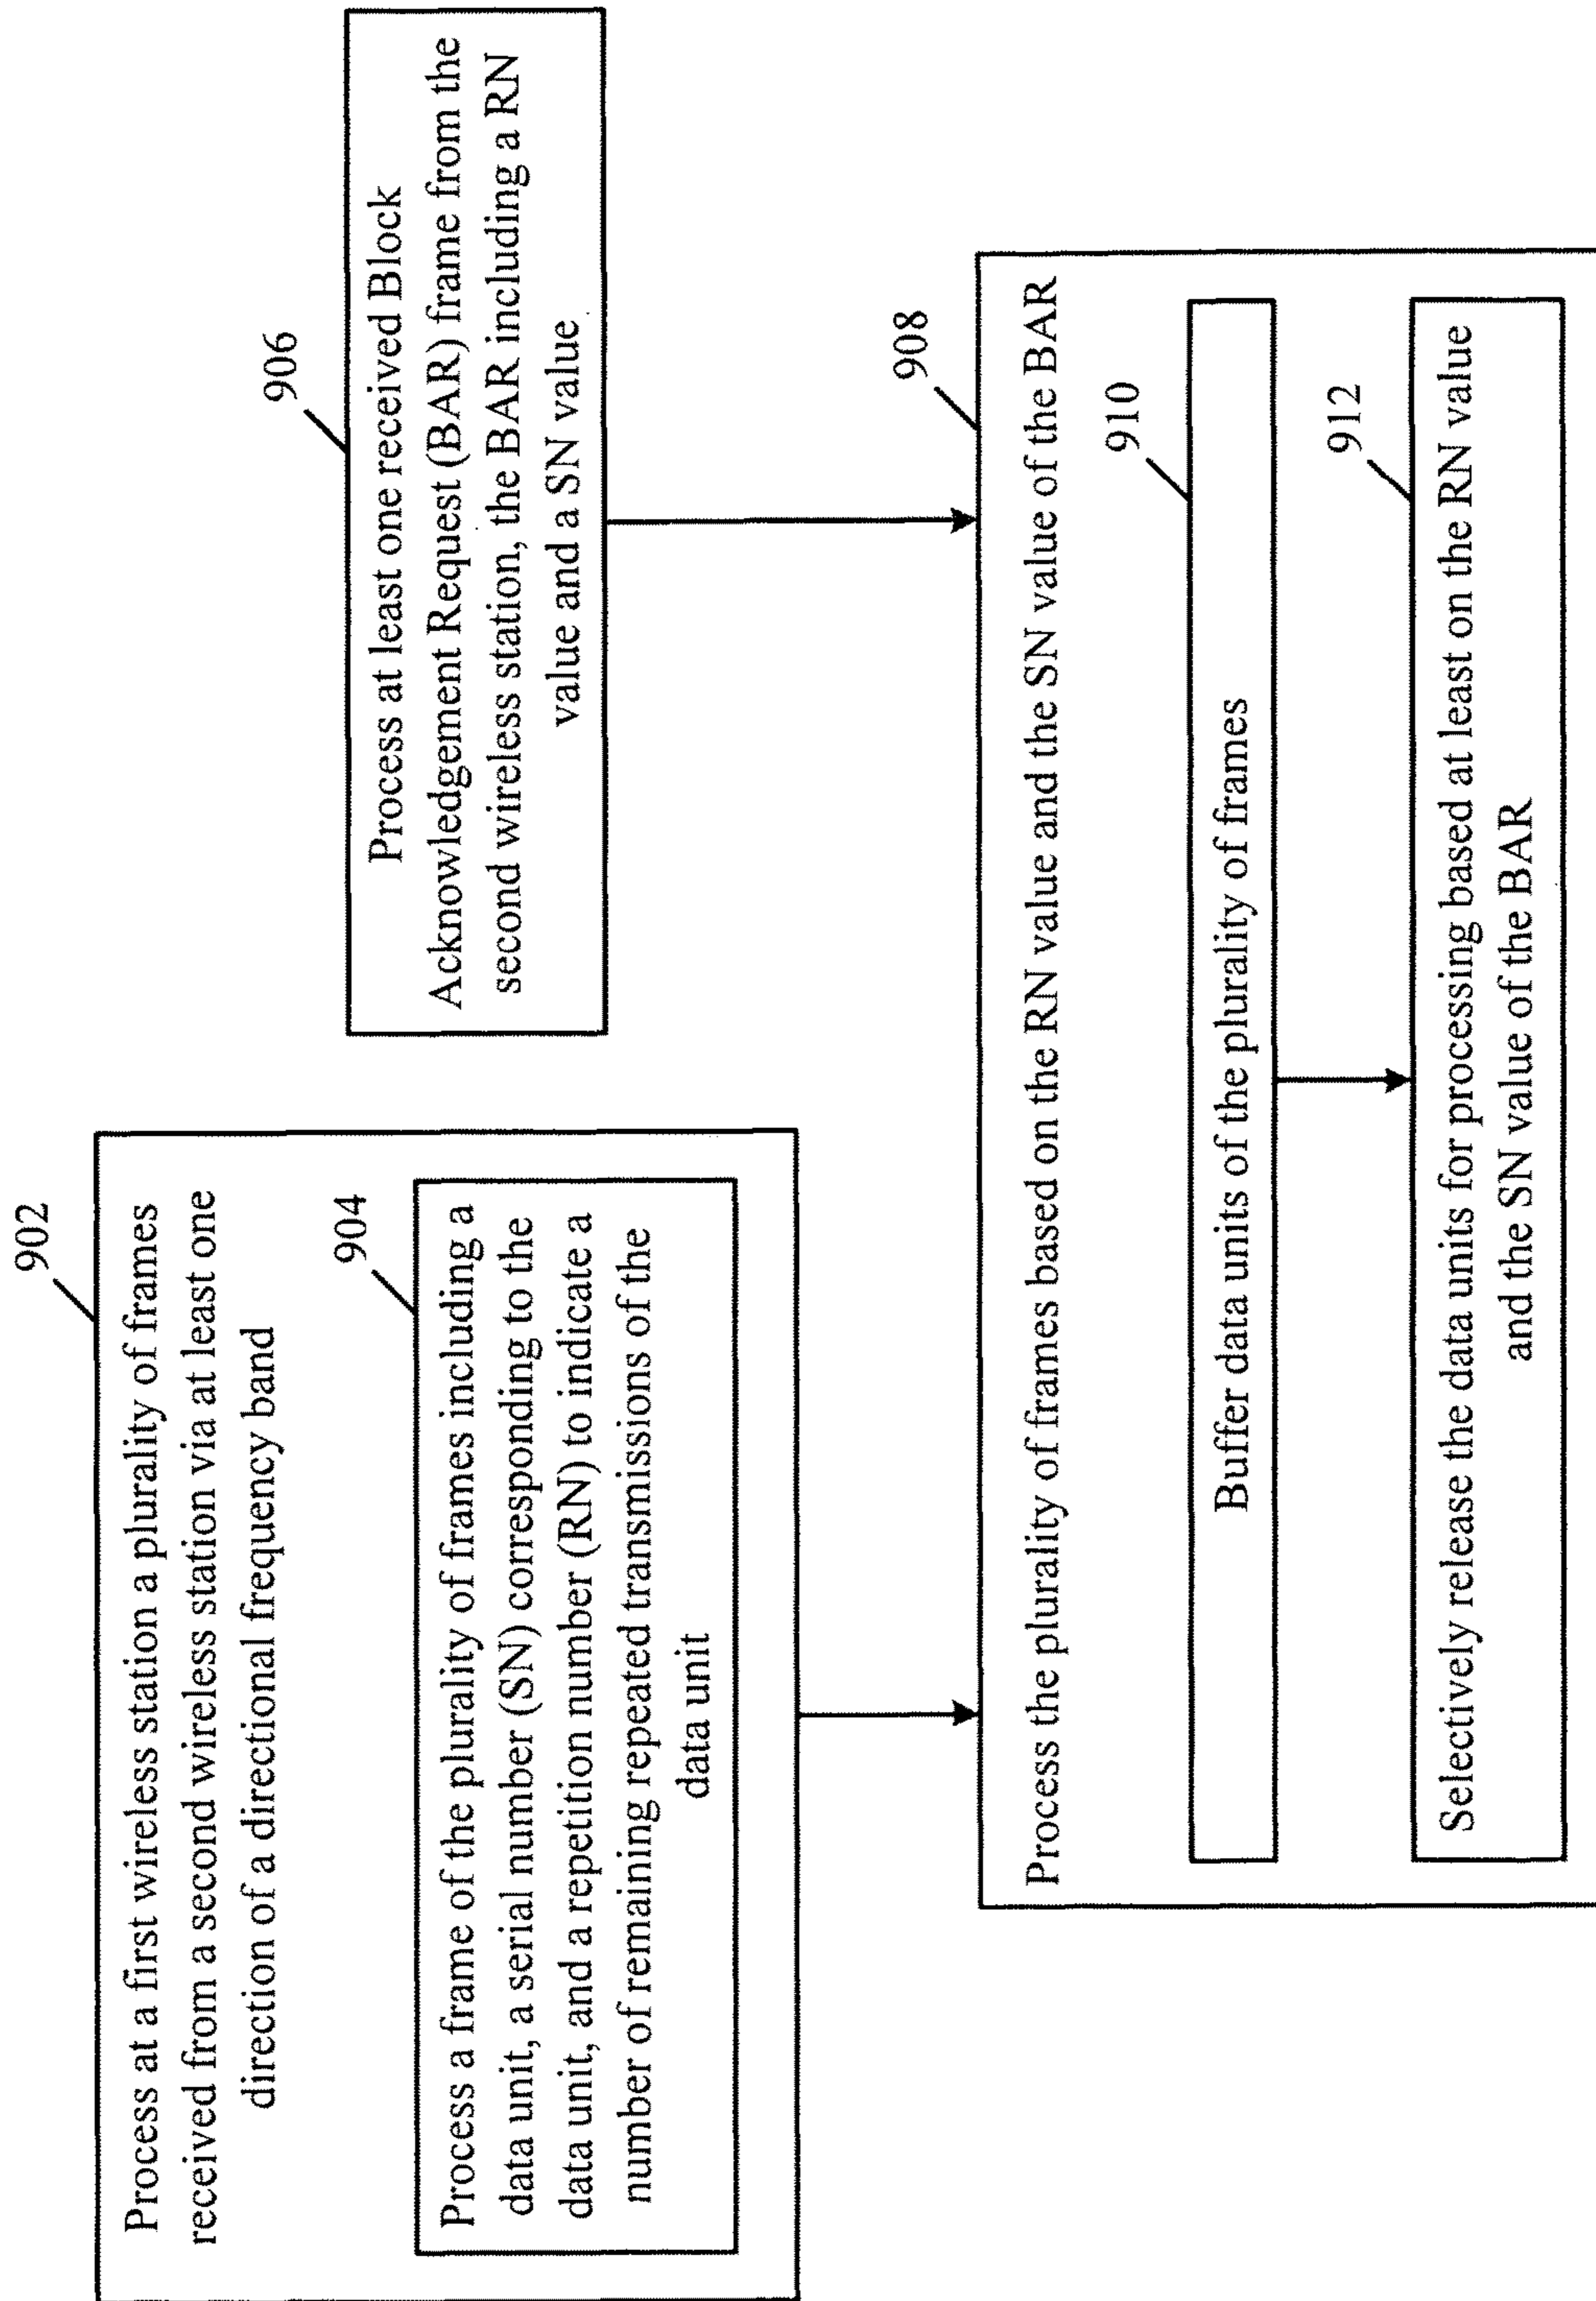 902
Process at a first wireless station a plurality of frames
received from a second wireless station via at least one
direction of a directional frequency band
904
Process a frame of the plurality of frames including a
data unit, a serial number (SN) corresponding to the
data unit, and a repetition number (RN) to indicate a
number of remaining repeated transmissions of the
data unit
906
Process at least one received Block
Acknowledgement Request (BAR) frame from the
second wireless station, the BAR including a RN
value and a SN value
908
Process the plurality of frames based on the RN value and the SN value of the BAR
910
Buffer data units of the plurality of frames
912
Selectively release the data units for processing based at least on the RN value
and the SN value of the BAR